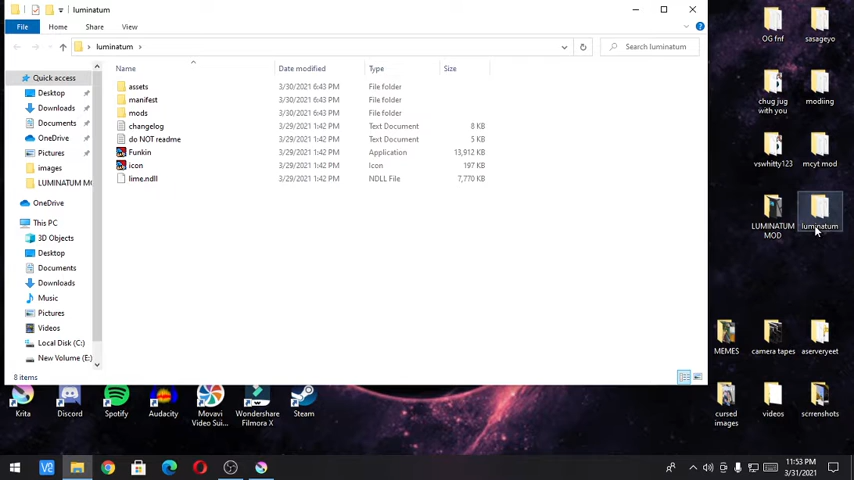 luminatum
File Home Share View
luminatum
Search luminatum
Name Date modified Type Size
Quick access
Desktop
Downloads
Documents
OneDrive
Pictures
images
LUMINATUM MO
OneDrive
This PC
3D Objects
Desktop
Documents
Downloads
Music
Pictures
Videos
Local Disk (C:)
New Volume (E:)
assets 3/30/2021 6:43 PM File folder
manifest 3/30/2021 6:43 PM File folder
mods 3/30/2021 6:43 PM File folder
changelog 3/29/2021 1:42 PM Text Document 8 KB
do NOT readme 3/29/2021 1:42 PM Text Document 5 KB
Funkin 3/29/2021 1:42 PM Application 13,912 KB
icon 3/29/2021 1:42 PM Icon 197 KB
lime.ndll 3/29/2021 1:42 PM NDLL File 7,770 KB
8 items
OG fnf
sasageyo
chug jug
with you
modiing
vswhitty123
mcyt mod
LUMINATUM
MOD
luminatum
MEMES
camera tapes
aserveryeet
cursed
images
videos
scrrenshots
Krita
Discord
Spotify
Audacity
Movavi
Video Sui...
Wondershare
Filmora X
Steam
11:53 PM
3/31/2021